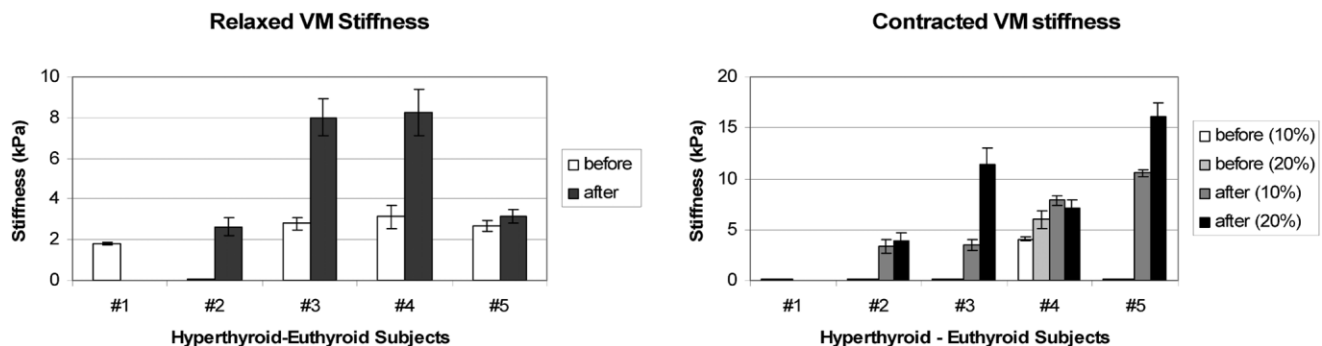 Relaxed VM Stiffness
10
8
6
4
2
0
Stiffness (kPa)
#1 #2 #3 #4 #5
Hyperthyroid-Euthyroid Subjects
before
after
Contracted VM stiffness
20
15
10
5
0
Stiffness (kPa)
#1 #2 #3 #4 #5
Hyperthyroid - Euthyroid Subjects
before (10%)
before (20%)
after (10%)
after (20%)